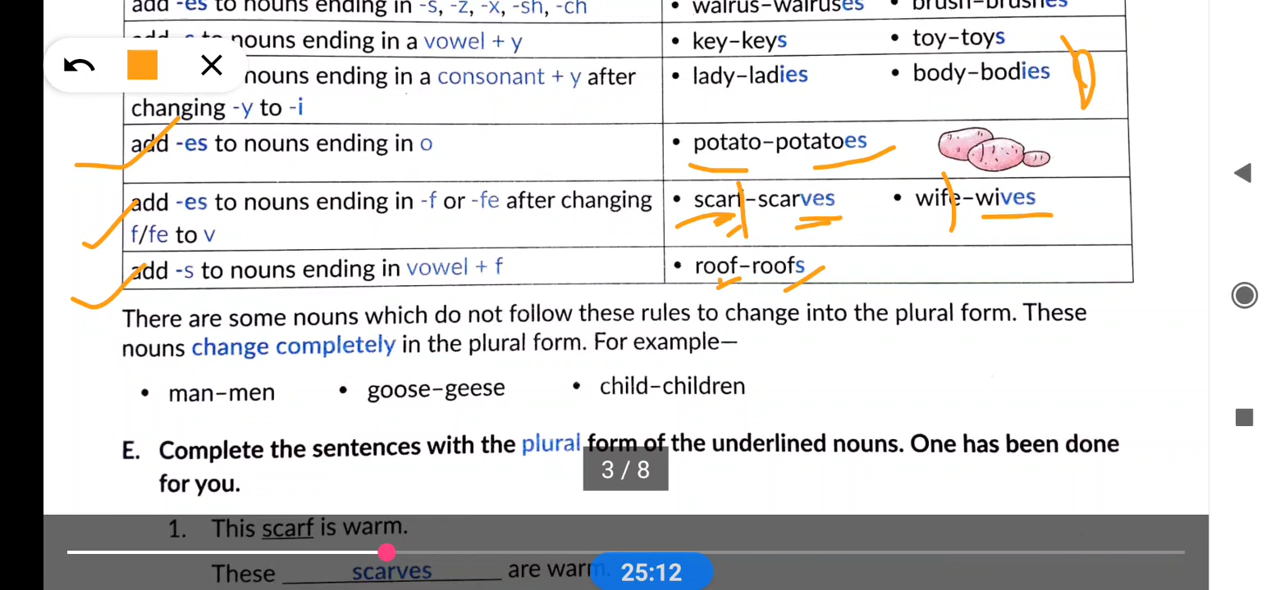 add -es to nouns ending in -s, -z, -x, -sh, -ch
• walrus–walruses • brush–brushes
nouns ending in a vowel + y
• key–keys • toy–toys
nouns ending in a consonant + y after
changing -y to -i
• lady–ladies • body–bodies
add -es to nouns ending in o
• potato–potatoes
add -es to nouns ending in -f or -fe after changing
f/fe to v
• scarf–scarves • wife–wives
add -s to nouns ending in vowel + f
• roof–roofs
There are some nouns which do not follow these rules to change into the plural form. These
nouns change completely in the plural form. For example—
• man–men • goose–geese • child–children
E. Complete the sentences with the plural form of the underlined nouns. One has been done
for you.
3 / 8
1. This scarf is warm.
These scarves are warm.
25:12